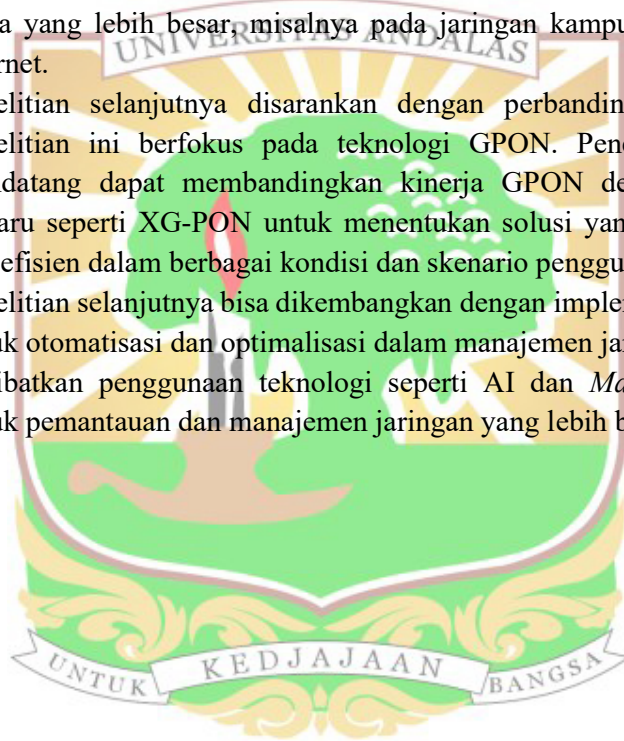 a yang lebih besar, misalnya pada jaringan kampu
UNIVERSITAS ANDALAS
rnet.
elitian selanjutnya disarankan dengan perbandin
elitian ini berfokus pada teknologi GPON. Pen
ndatang dapat membandingkan kinerja GPON de
aru seperti XG-PON untuk menentukan solusi yan
efisien dalam berbagai kondisi dan skenario penggu
elitian selanjutnya bisa dikembangkan dengan imple
uk otomatisasi dan optimalisasi dalam manajemen ja
ibatkan penggunaan teknologi seperti AI dan Ma
uk pemantauan dan manajemen jaringan yang lebih b
UNTUK KEDJAJAAN BANGSA